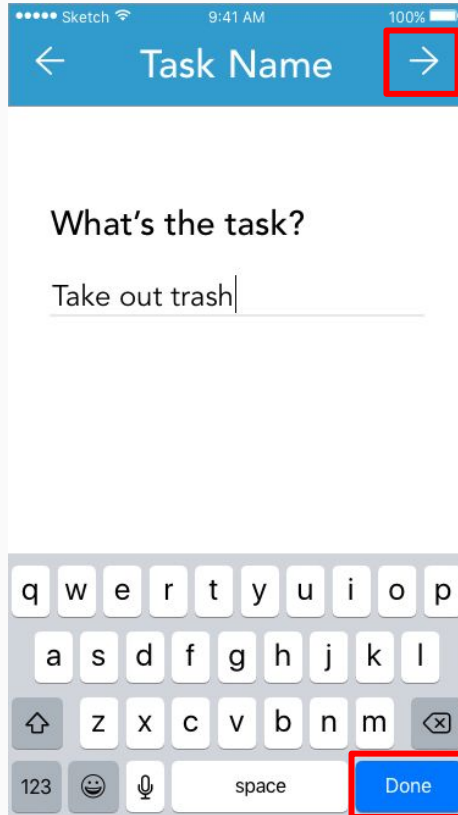 Sketch 9:41 AM 100%
Task Name
What's the task?
Take out trash
q w e r t y u i o p
a s d f g h j k l
z x c v b n m
123 space Done